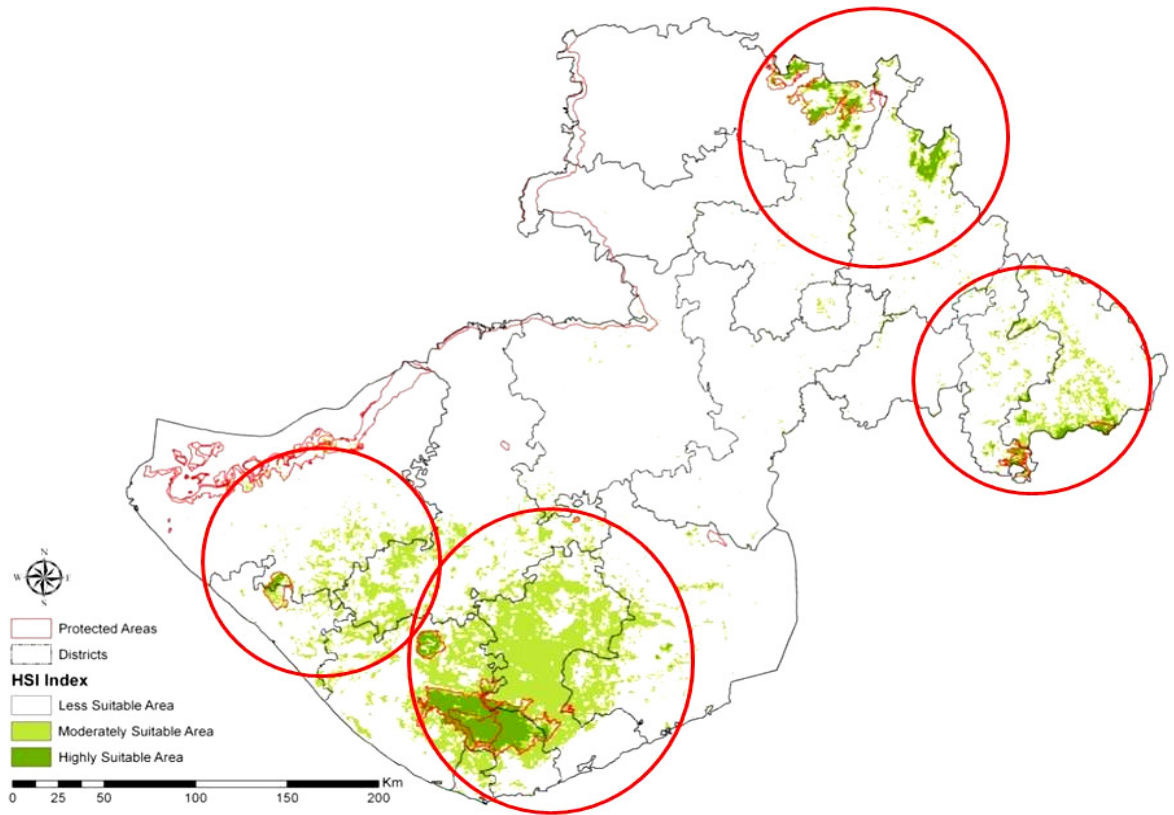 N
W E
S
Protected Areas
Districts
HSI Index
Less Suitable Area
Moderately Suitable Area
Highly Suitable Area
Km
0 25 50 100 150 200